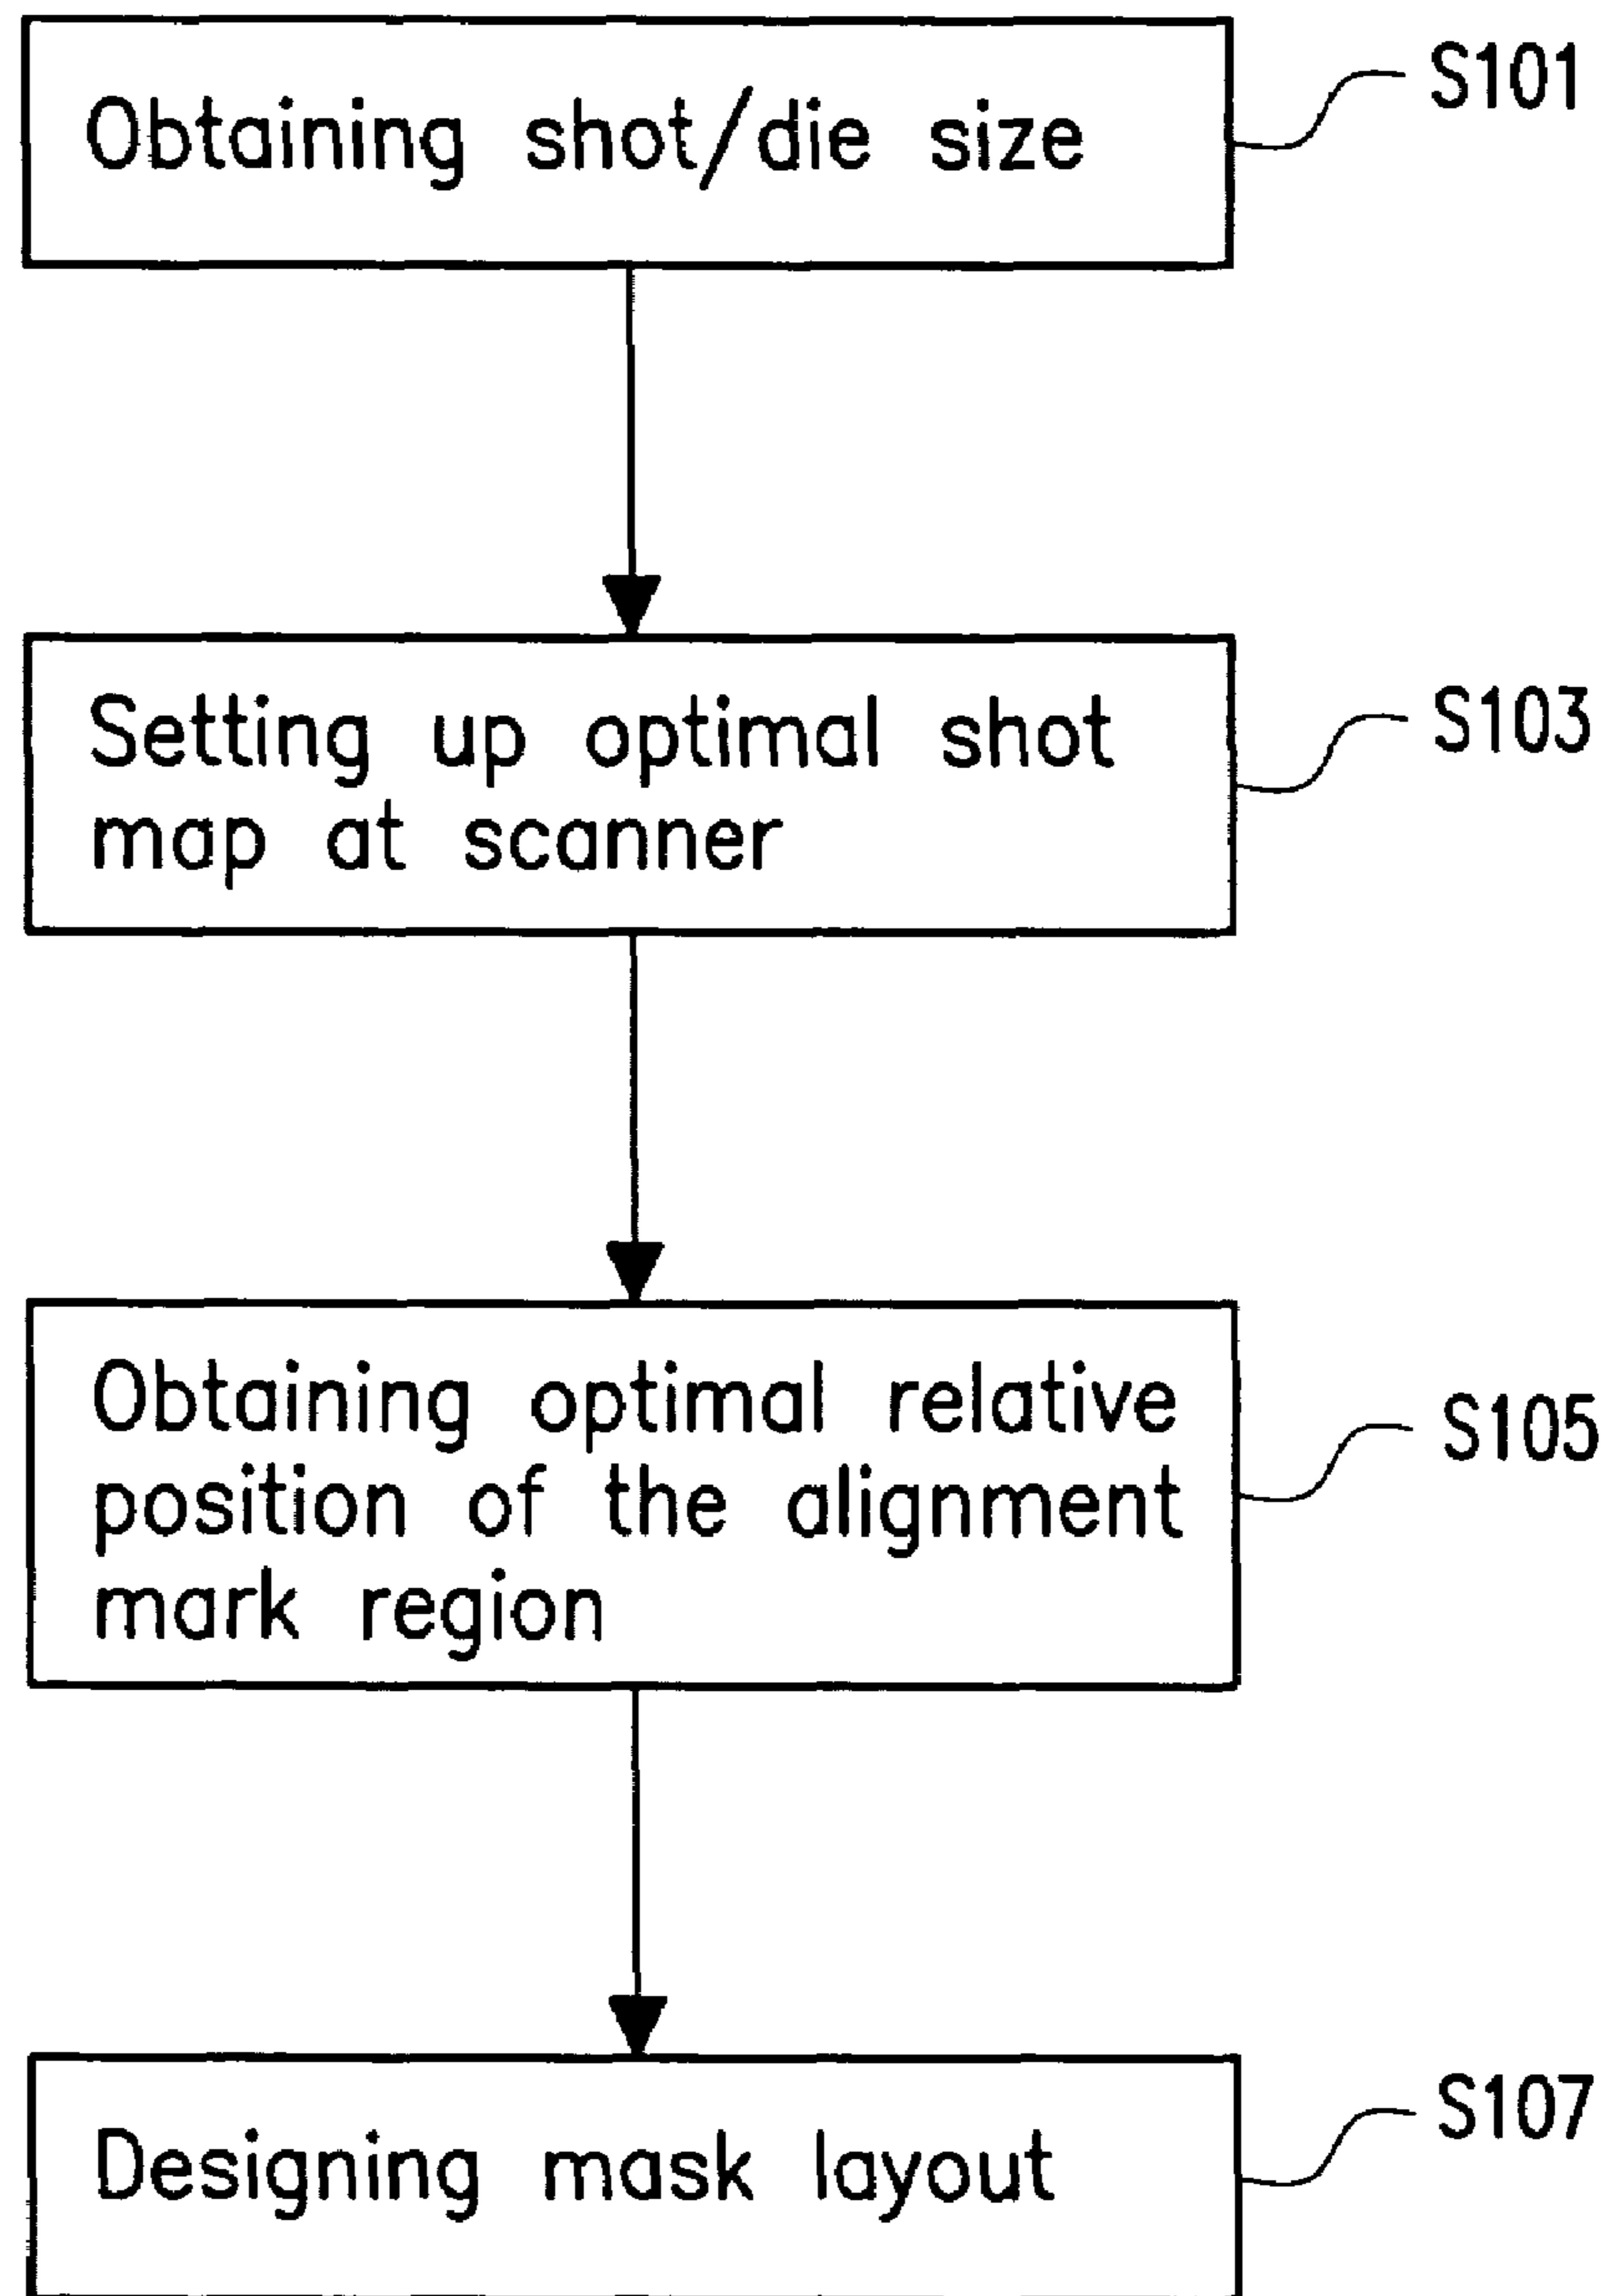 Obtaining shot/die size
S101
Setting up optimal shot
map at scanner
S103
Obtaining optimal relative
position of the alignment
mark region
S105
Designing mask layout
S107